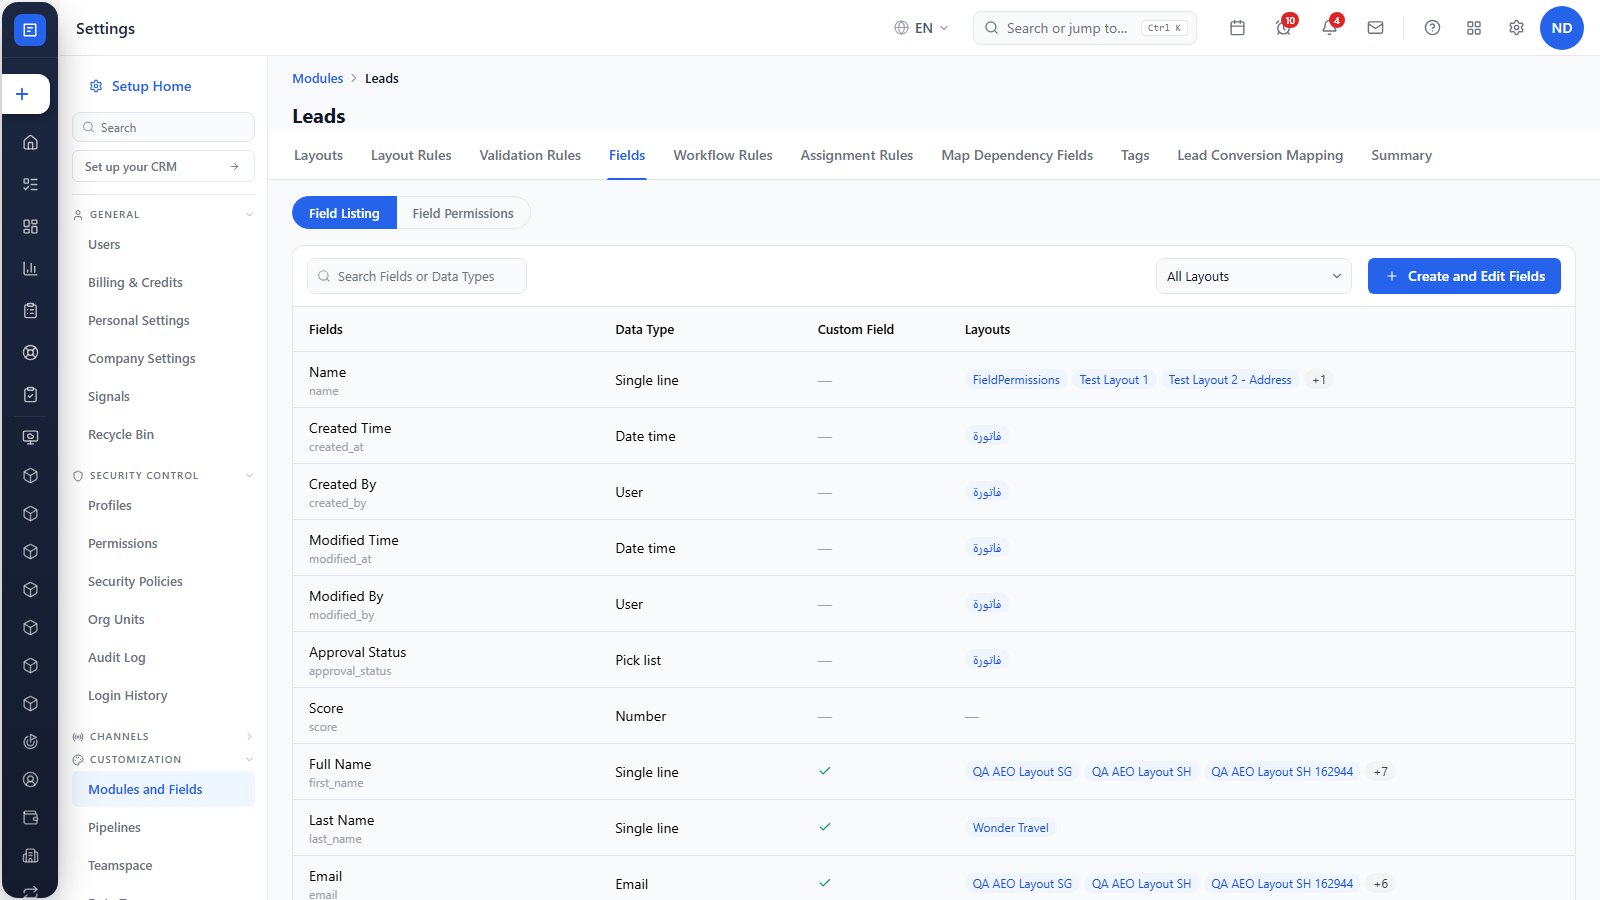 Settings
EN
Search or jump to...
Ctrl K
10
4
ND
Setup Home
Search
Set up your CRM
GENERAL
Users
Billing & Credits
Personal Settings
Company Settings
Signals
Recycle Bin
SECURITY CONTROL
Profiles
Permissions
Security Policies
Org Units
Audit Log
Login History
CHANNELS
CUSTOMIZATION
Modules and Fields
Pipelines
Teamspace
Modules > Leads
Leads
Layouts Layout Rules Validation Rules Fields Workflow Rules Assignment Rules Map Dependency Fields Tags Lead Conversion Mapping Summary
Field Listing Field Permissions
Search Fields or Data Types
All Layouts
Create and Edit Fields
Fields Data Type Custom Field Layouts
Name
name
Single line — FieldPermissions Test Layout 1 Test Layout 2 - Address +1
Created Time
created_at
Date time — فاتورة
Created By
created_by
User — فاتورة
Modified Time
modified_at
Date time — فاتورة
Modified By
modified_by
User — فاتورة
Approval Status
approval_status
Pick list — فاتورة
Score
score
Number — —
Full Name
first_name
Single line QA AEO Layout SG QA AEO Layout SH QA AEO Layout SH 162944 +7
Last Name
last_name
Single line Wonder Travel
Email
email
Email QA AEO Layout SG QA AEO Layout SH QA AEO Layout SH 162944 +6